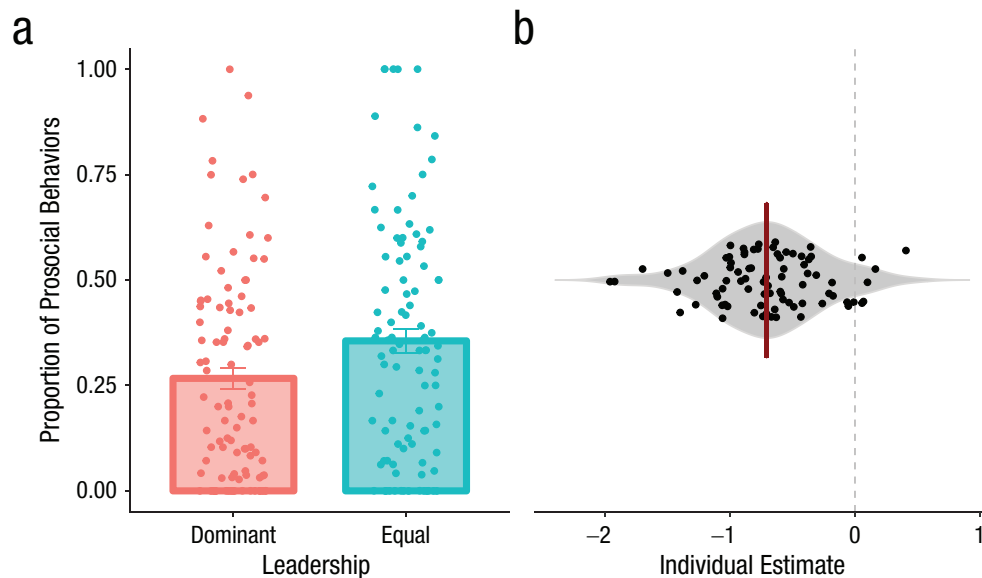 a
Proportion of Prosocial Behaviors
1.00
0.75
0.50
0.25
0.00
Dominant Equal
Leadership
b
−2 −1 0 1
Individual Estimate